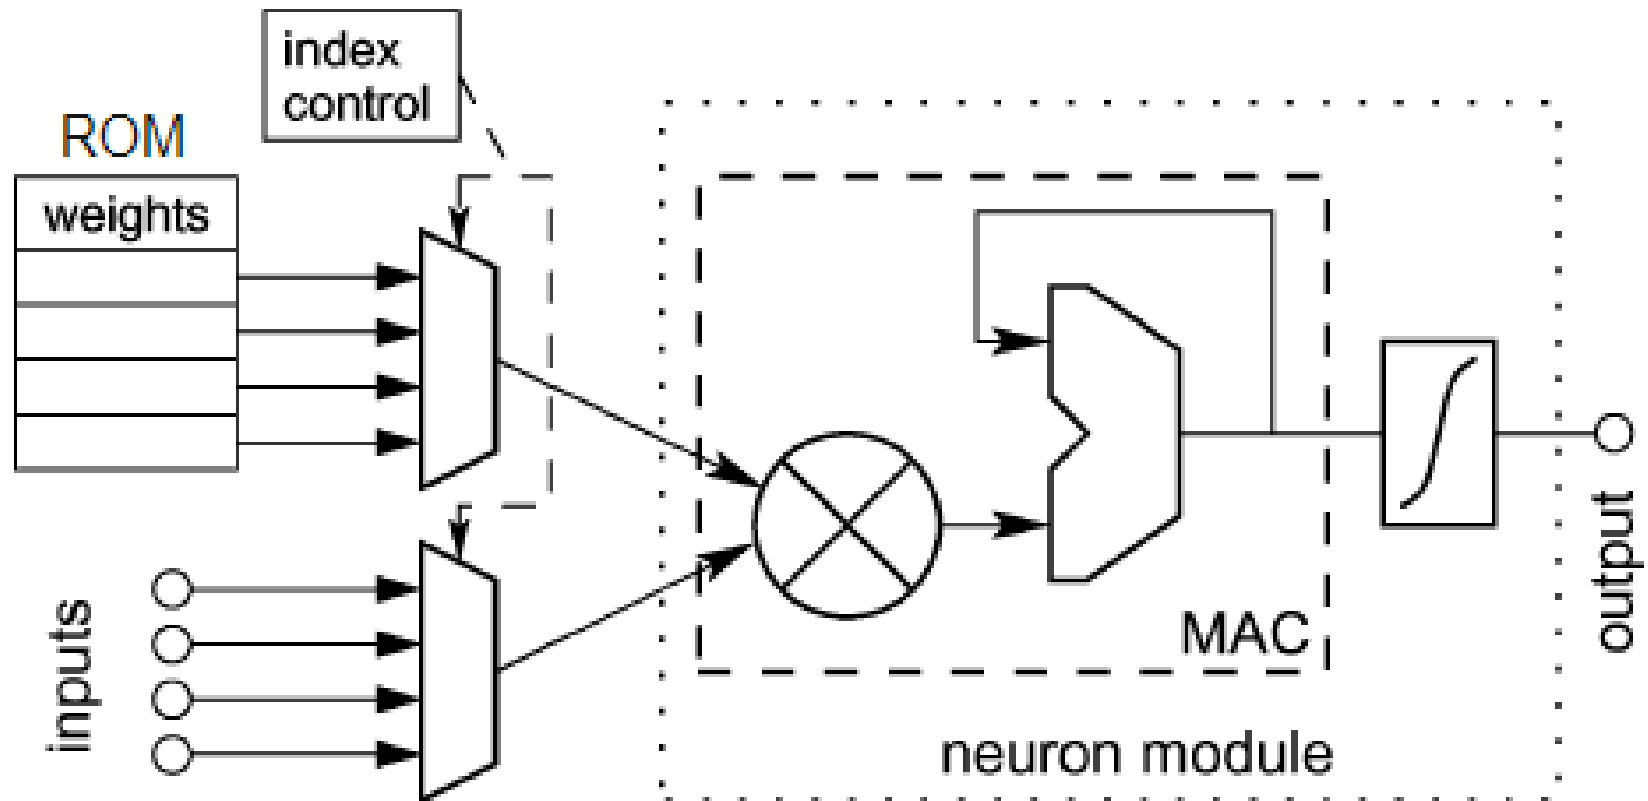 index
control
ROM
weights
inputs
MAC
neuron module
output